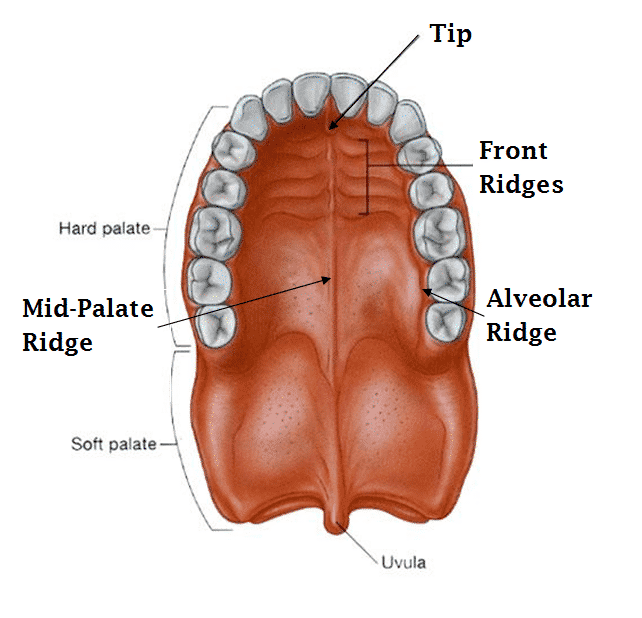 Tip
Front
Ridges
Hard palate
Mid-Palate
Ridge
Alveolar
Ridge
Soft palate
Uvula